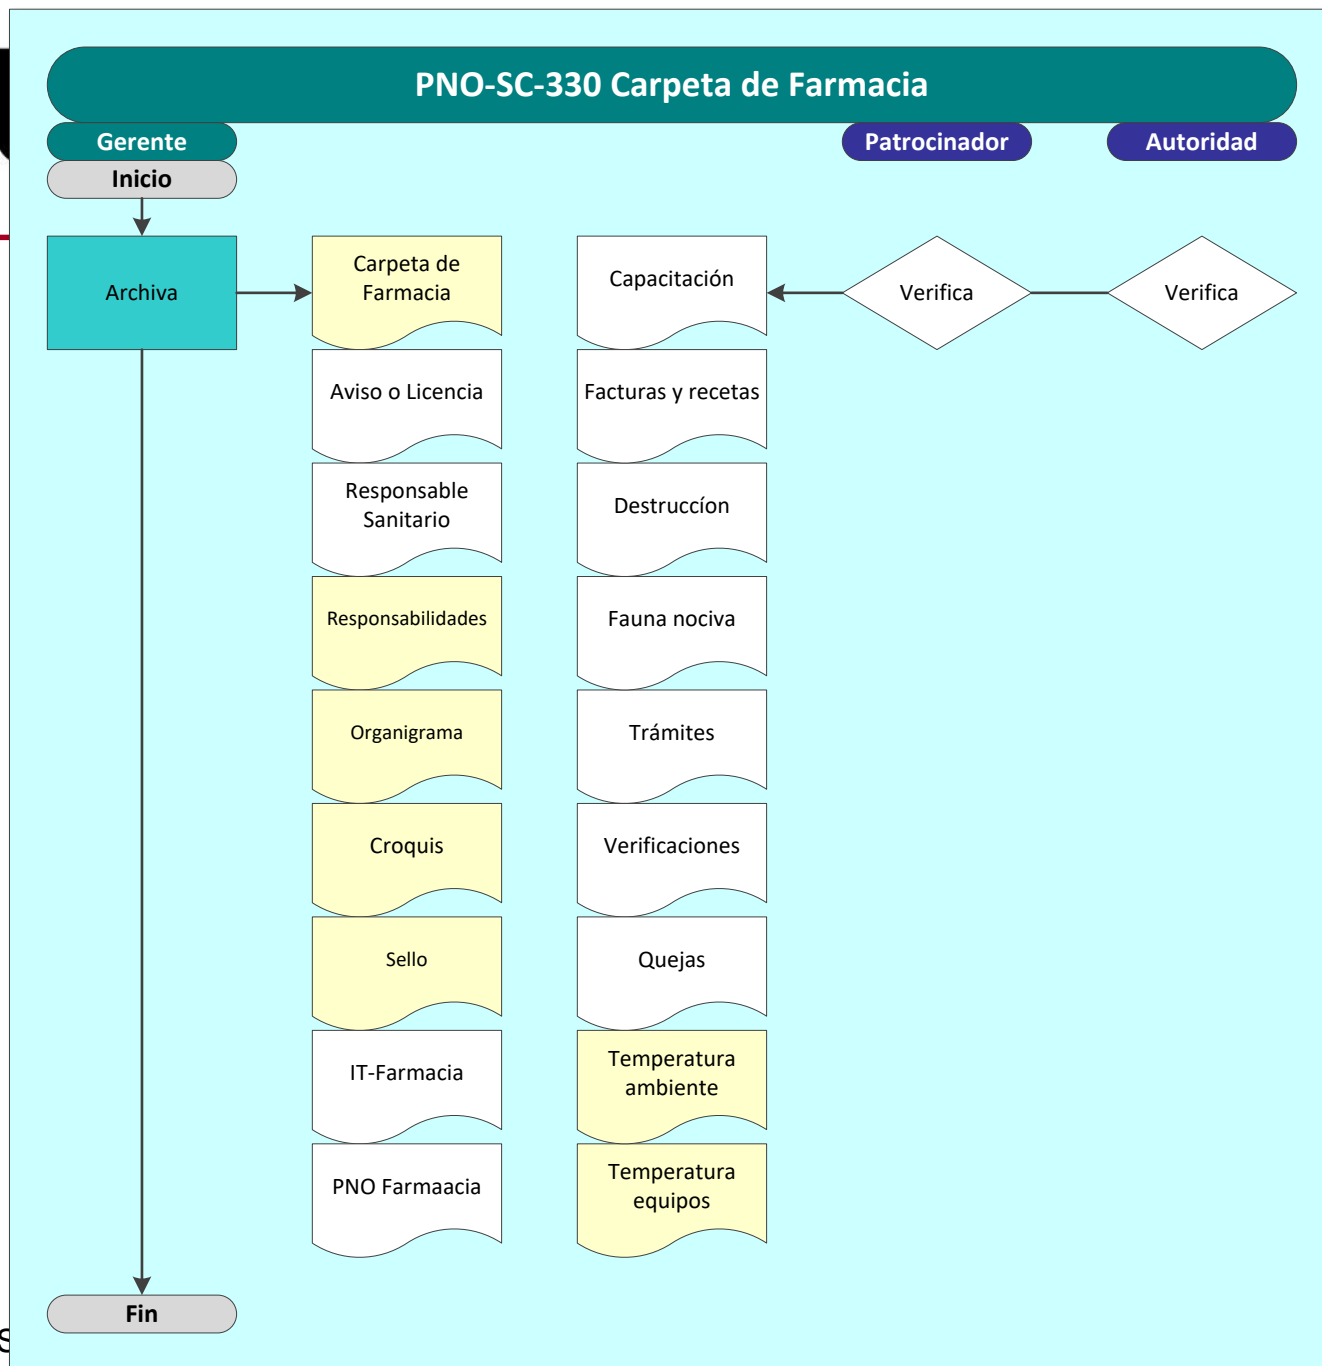 PNO-SC-330 Carpeta de Farmacia
Gerente
Patrocinador
Autoridad
Inicio
Archiva
Carpeta de
Farmacia
Capacitación
Verifica
Verifica
Aviso o Licencia
Facturas y recetas
Responsable
Sanitario
Destruccíon
Responsabilidades
Fauna nociva
Organigrama
Trámites
Croquis
Verificaciones
Sello
Quejas
IT-Farmacia
Temperatura
ambiente
PNO Farmaacia
Temperatura
equipos
Fin